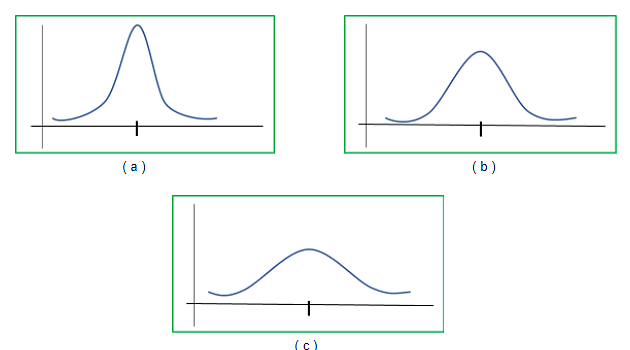 ( a )
( b )
( c )